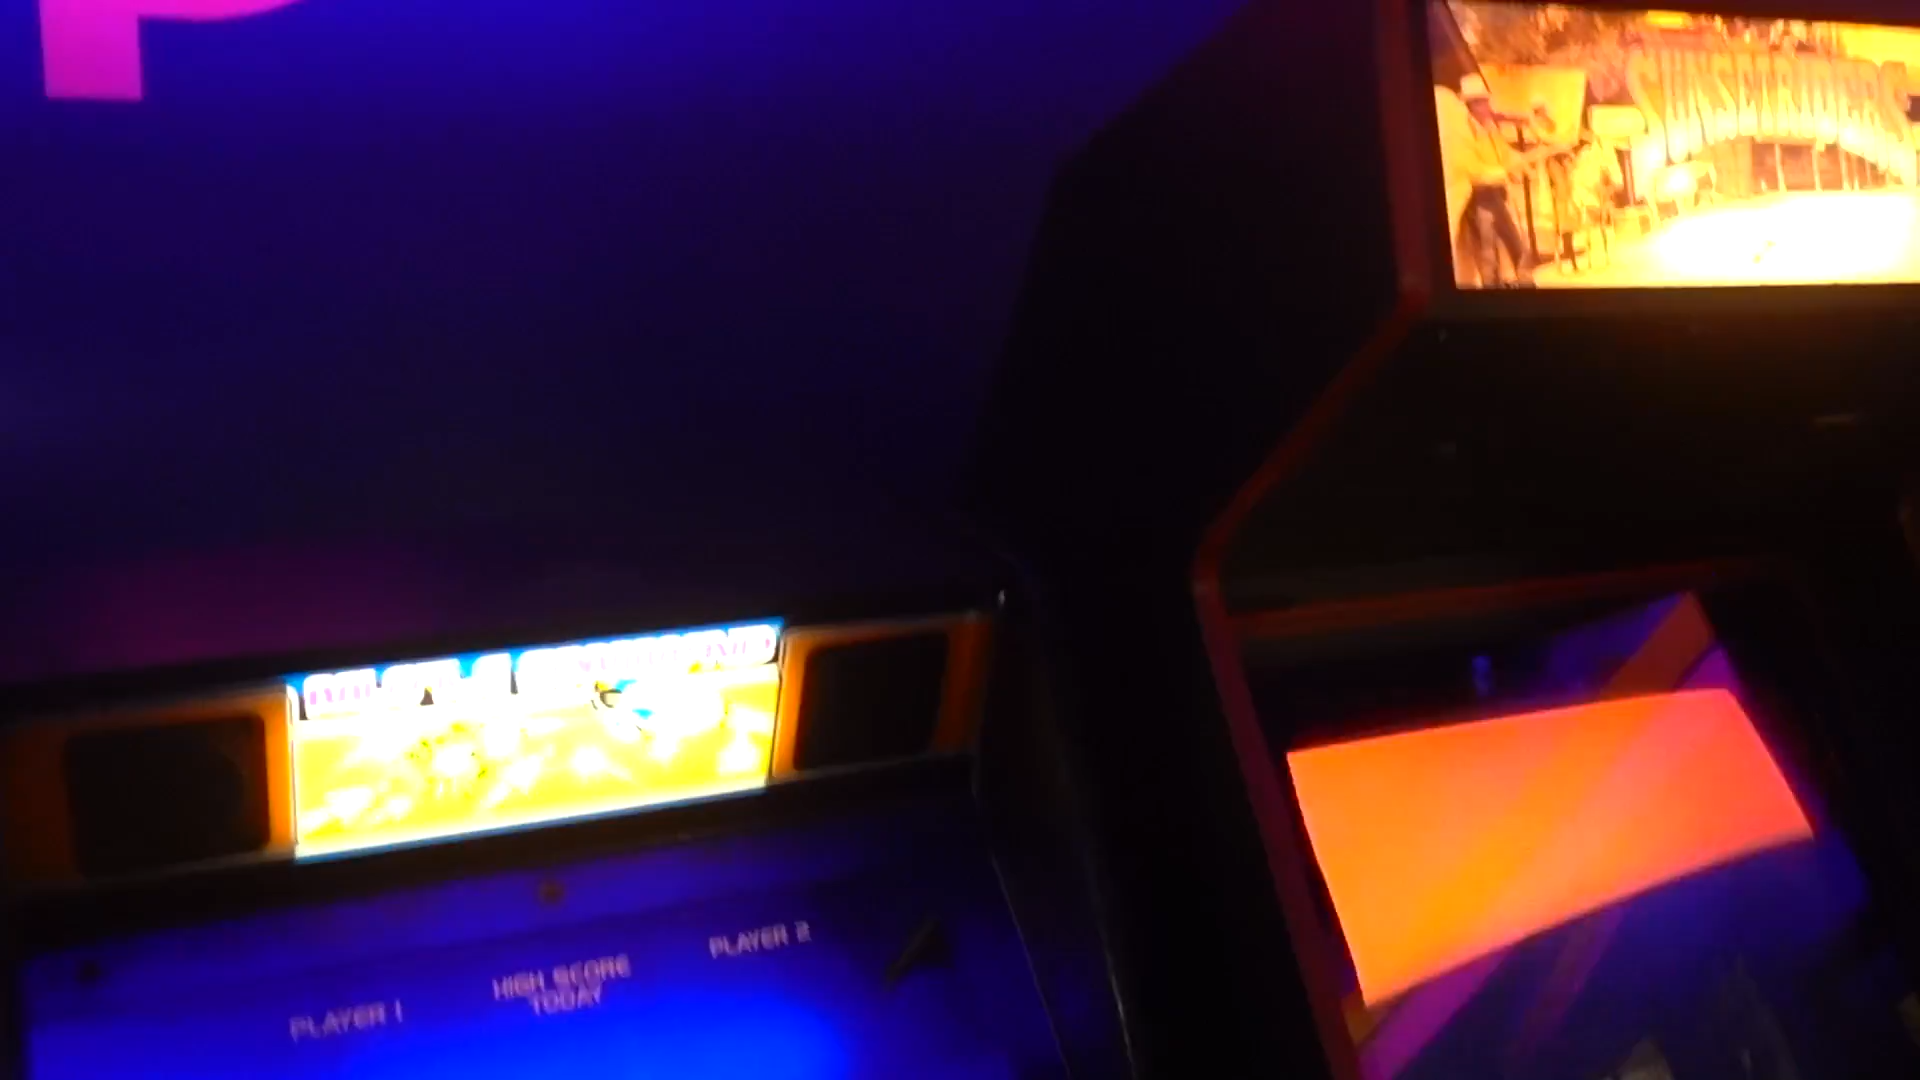 SUNSETRIDERS
PLAYER 1
HIGH SCORE
TODAY
PLAYER 2